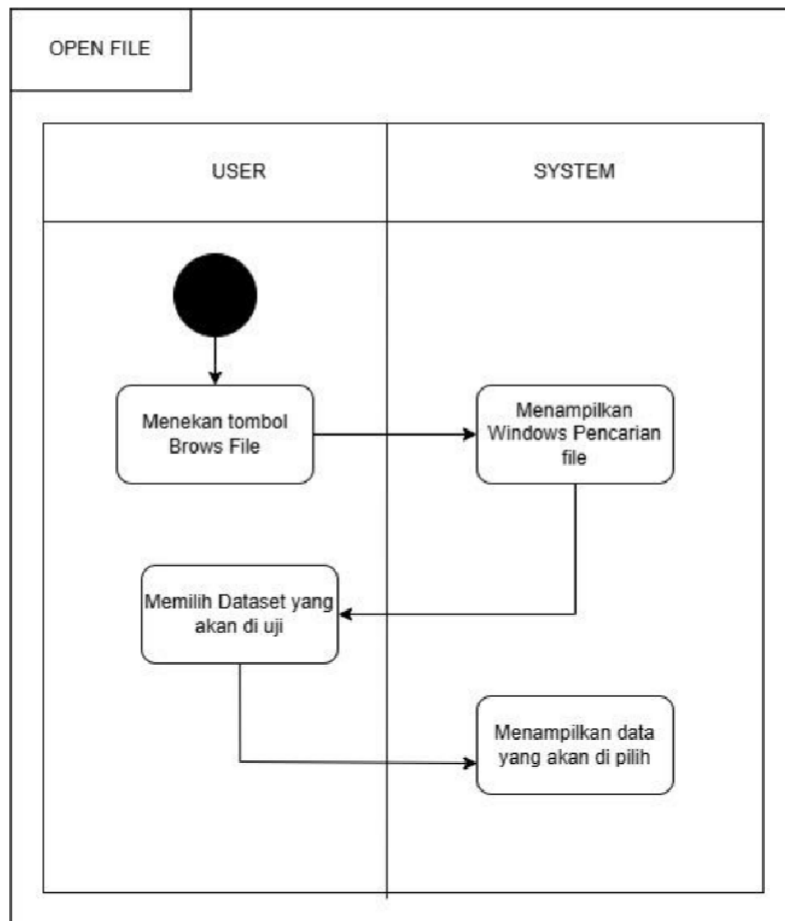 OPEN FILE
USER
SYSTEM
Menekan tombol
Brows File
Menampilkan
Windows Pencarian
file
Memilih Dataset yang
akan di uji
Menampilkan data
yang akan di pilih